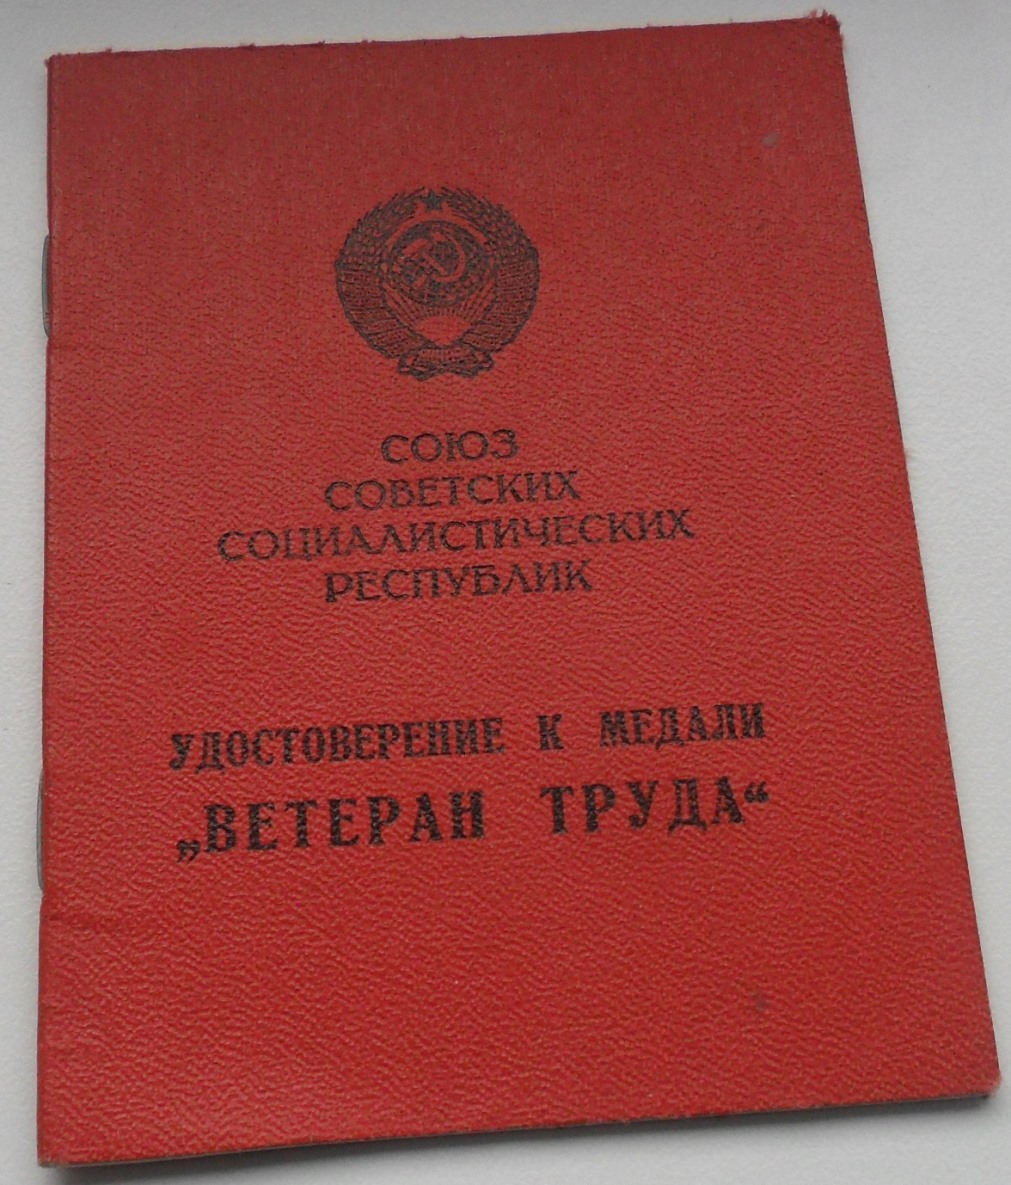 СОЮЗ
СОВЕТСКИХ
СОЦИАЛИСТИЧЕСКИХ
РЕСПУБЛИК
УДОСТОВЕРЕНИЕ К МЕДАЛИ
„ВЕТЕРАН ТРУДА“